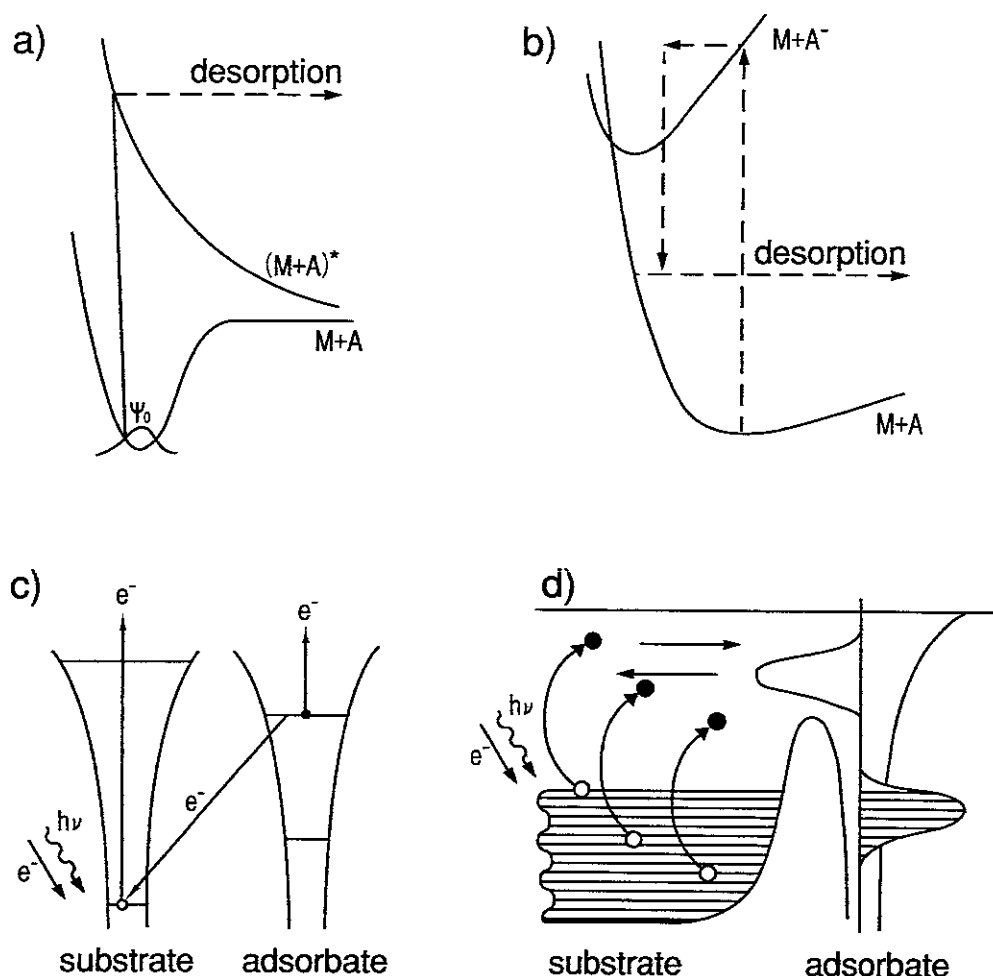 a)
desorption
(M+A)*
M+A
Ψ₀
b)
M+A⁻
desorption
M+A
c)
e⁻
e⁻
e⁻
hν
e⁻
substrate
adsorbate
d)
hν
e⁻
substrate
adsorbate